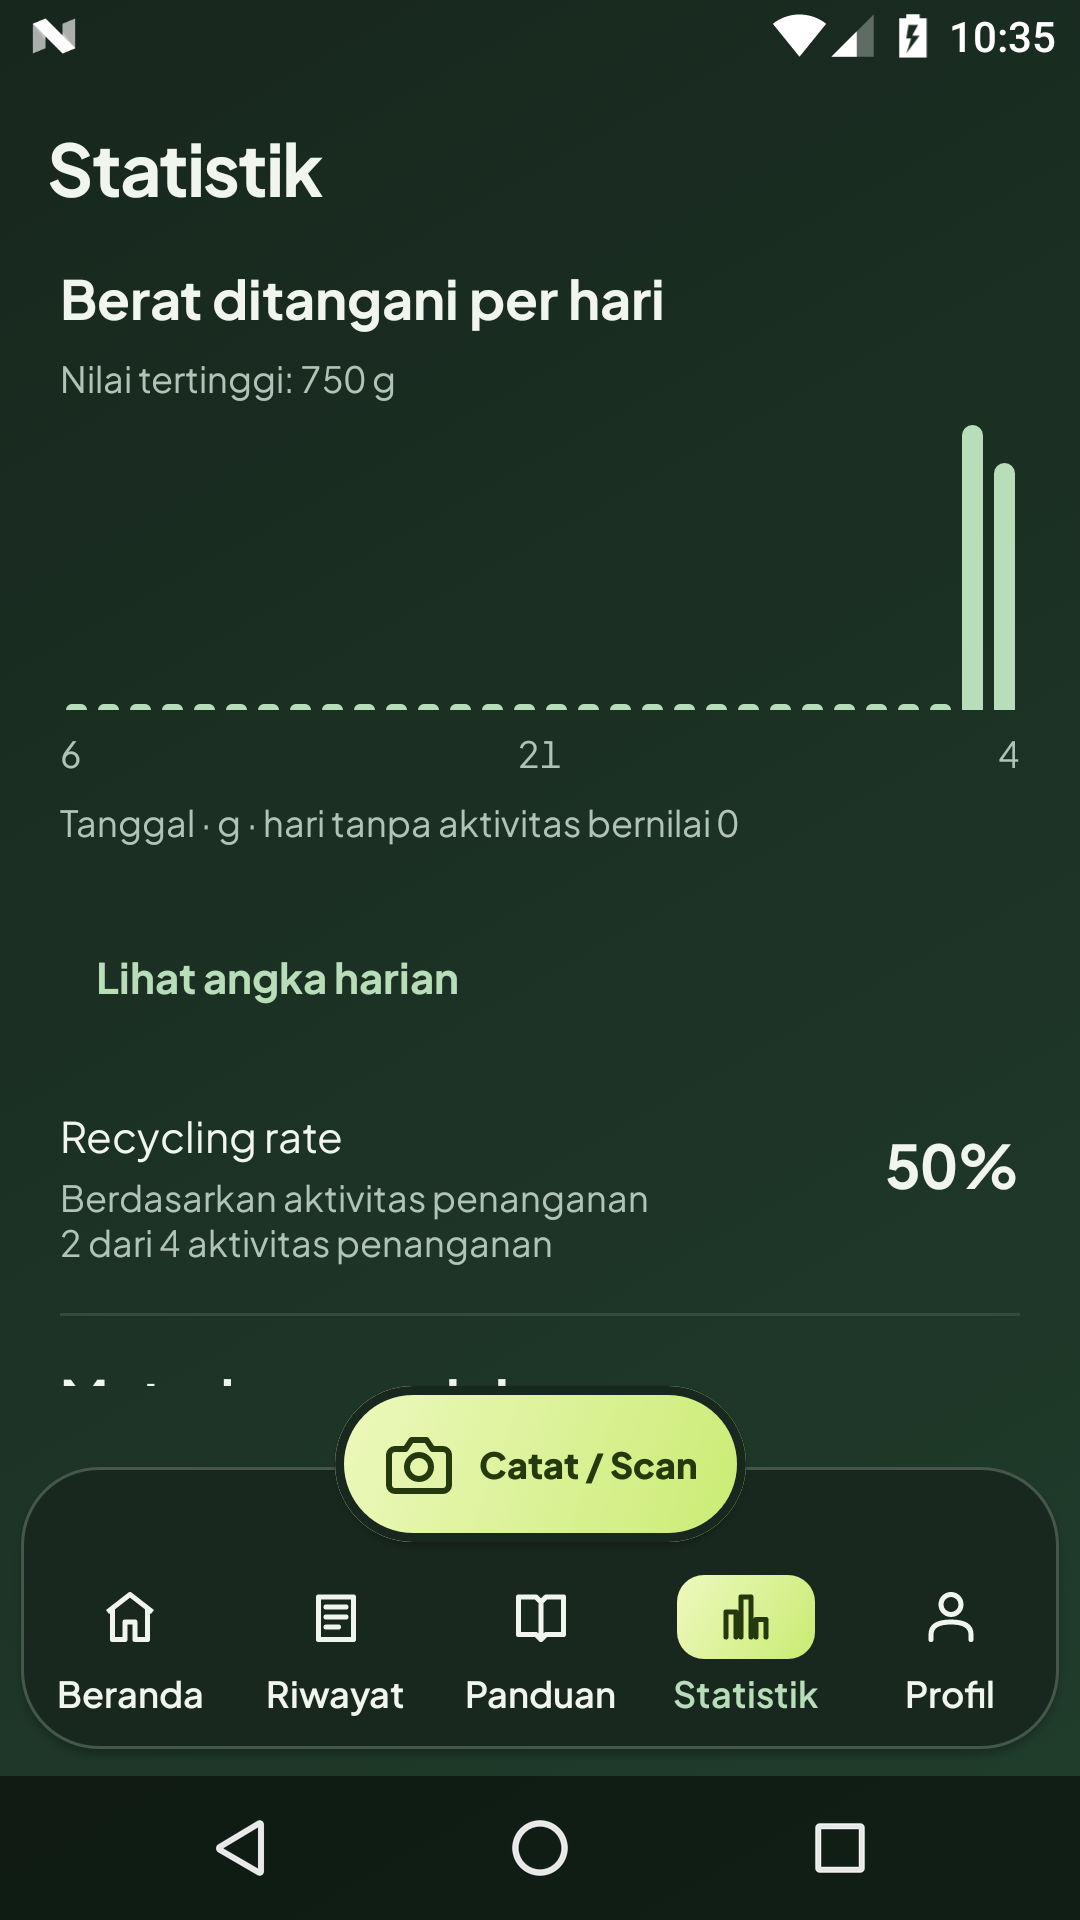 10:35
Statistik
Berat ditangani per hari
Nilai tertinggi: 750 g
6 21 4
Tanggal · g · hari tanpa aktivitas bernilai 0
Lihat angka harian
Recycling rate
50%
Berdasarkan aktivitas penanganan
2 dari 4 aktivitas penanganan
Catat / Scan
Beranda Riwayat Panduan Statistik Profil